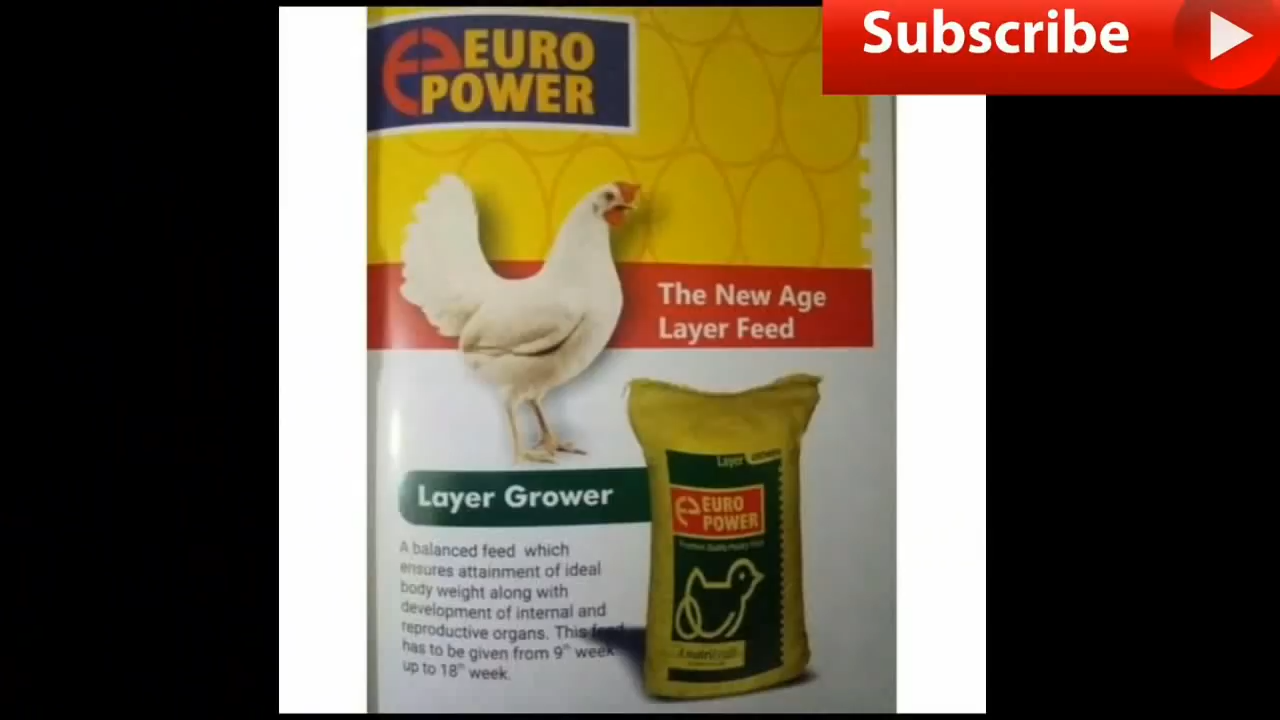 Subscribe
EURO
POWER
The New Age
Layer Feed
Layer Grower
A balanced feed which
ensures attainment of ideal
body weight along with
development of internal and
reproductive organs. This feed
has to be given from 9th week
up to 18th week.
Layer
EURO
POWER